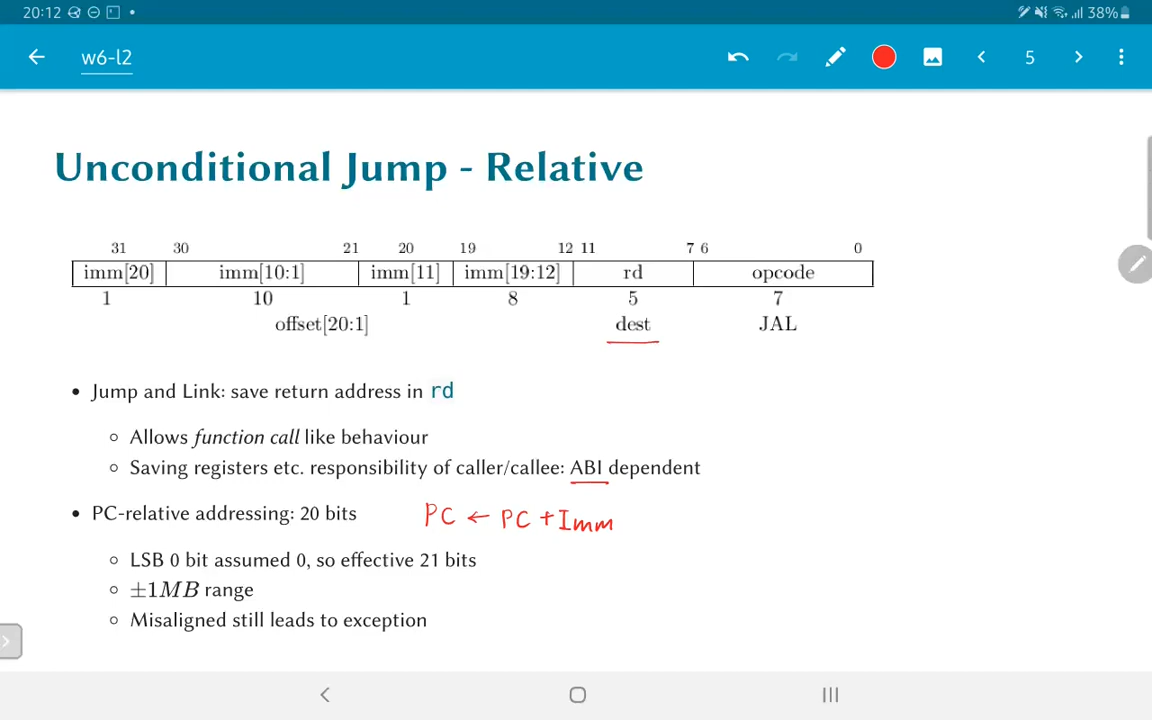 20:12 38%
w6-l2 5
Unconditional Jump - Relative
31 30 21 20 19 12 11 7 6 0
imm[20] imm[10:1] imm[11] imm[19:12] rd opcode
1 10 1 8 5 7
offset[20:1] dest JAL
• Jump and Link: save return address in rd
Allows function call like behaviour
Saving registers etc. responsibility of caller/callee: ABI dependent
• PC-relative addressing: 20 bits PC ← PC + Imm
LSB 0 bit assumed 0, so effective 21 bits
±1MB range
Misaligned still leads to exception